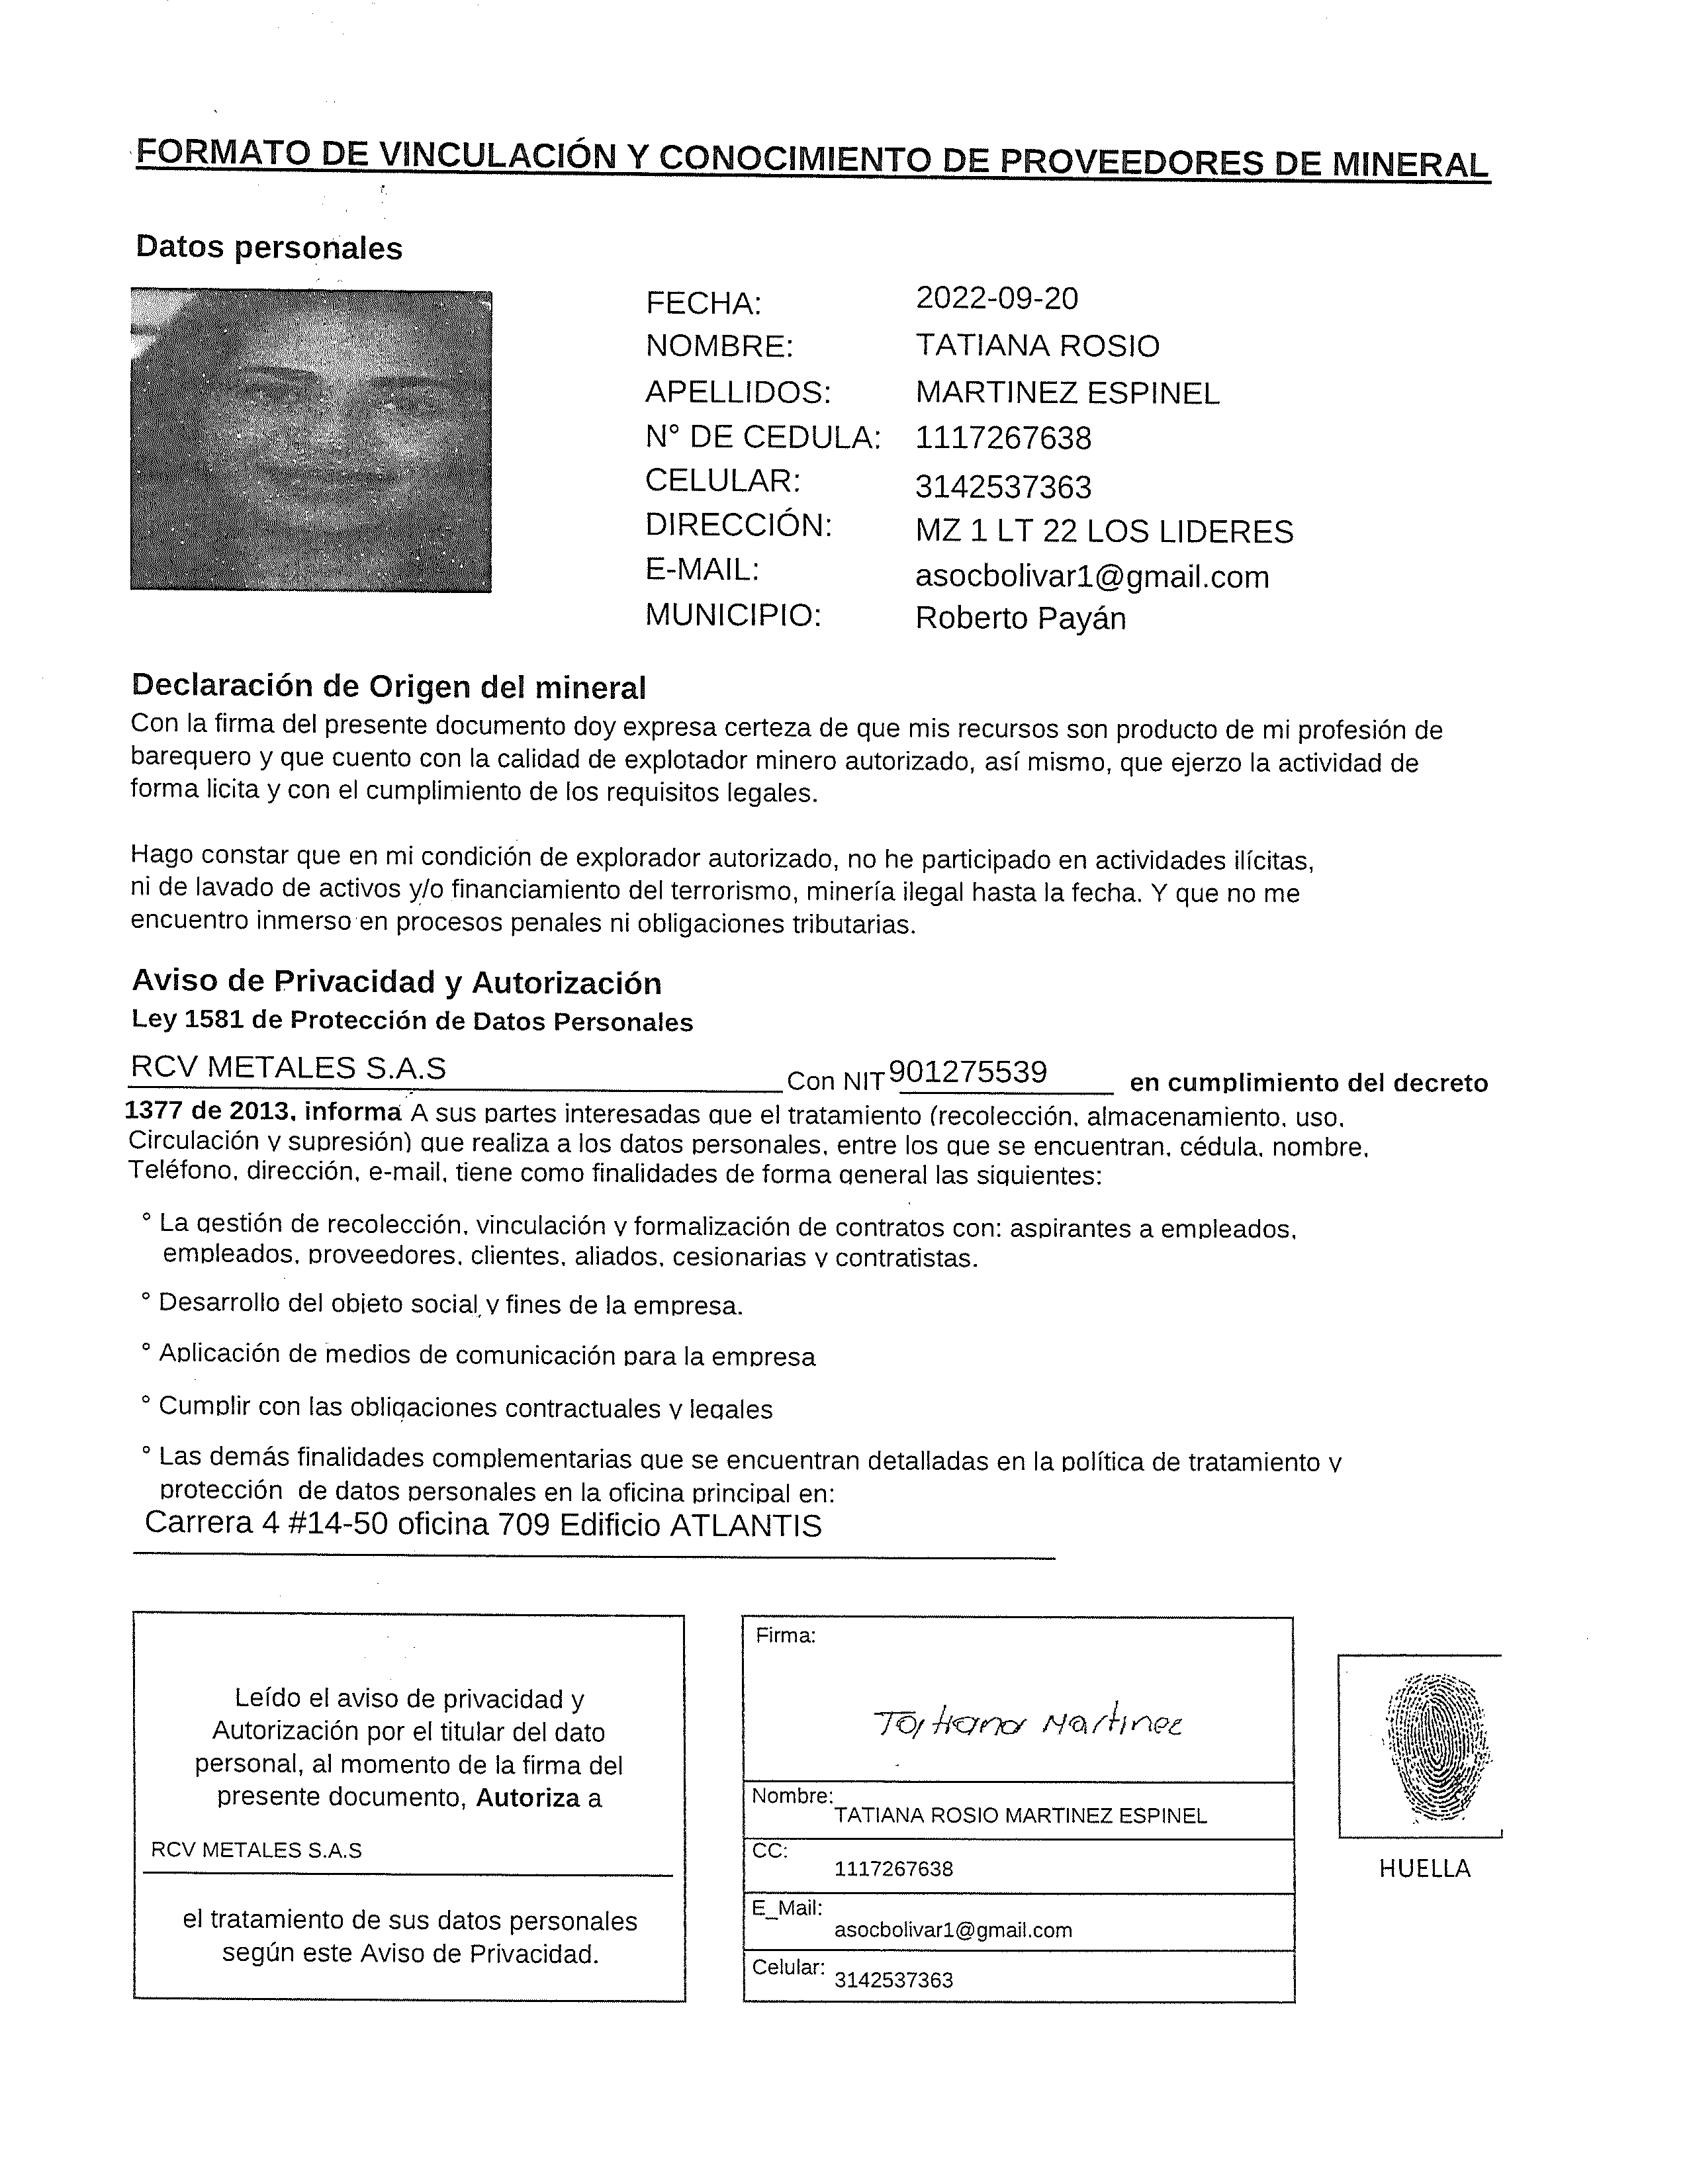 FORMATO DE VINCULACIÓN Y CONOCIMIENTO DE PROVEEDORES DE MINERAL
Datos personales
FECHA: 2022-09-20
NOMBRE: TATIANA ROSIO
APELLIDOS: MARTINEZ ESPINEL
N° DE CEDULA: 1117267638
CELULAR: 3142537363
DIRECCIÓN: MZ 1 LT 22 LOS LIDERES
E-MAIL: asocbolivar1@gmail.com
MUNICIPIO: Roberto Payán
Declaración de Origen del mineral
Con la firma del presente documento doy expresa certeza de que mis recursos son producto de mi profesión de
barequero y que cuento con la calidad de explotador minero autorizado, así mismo, que ejerzo la actividad de
forma licita y con el cumplimiento de los requisitos legales.
Hago constar que en mi condición de explorador autorizado, no he participado en actividades ilícitas,
ni de lavado de activos y/o financiamiento del terrorismo, minería ilegal hasta la fecha. Y que no me
encuentro inmerso en procesos penales ni obligaciones tributarias.
Aviso de Privacidad y Autorización
Ley 1581 de Protección de Datos Personales
RCV METALES S.A.S Con NIT 901275539 en cumplimiento del decreto
1377 de 2013, informa A sus partes interesadas que el tratamiento (recolección, almacenamiento, uso,
Circulación y supresión) que realiza a los datos personales, entre los que se encuentran, cédula, nombre,
Teléfono, dirección, e-mail, tiene como finalidades de forma general las siguientes:
° La gestión de recolección, vinculación y formalización de contratos con: aspirantes a empleados,
empleados, proveedores, clientes, aliados, cesionarias y contratistas.
° Desarrollo del objeto social y fines de la empresa.
° Aplicación de medios de comunicación para la empresa
° Cumplir con las obligaciones contractuales y legales
° Las demás finalidades complementarias que se encuentran detalladas en la política de tratamiento y
protección de datos personales en la oficina principal en:
Carrera 4 #14-50 oficina 709 Edificio ATLANTIS
Leído el aviso de privacidad y
Autorización por el titular del dato
personal, al momento de la firma del
presente documento, Autoriza a
RCV METALES S.A.S
el tratamiento de sus datos personales
según este Aviso de Privacidad.
Firma:
Tatiana Martinez
Nombre:
TATIANA ROSIO MARTINEZ ESPINEL
CC:
1117267638
E_Mail:
asocbolivar1@gmail.com
Celular: 3142537363
HUELLA